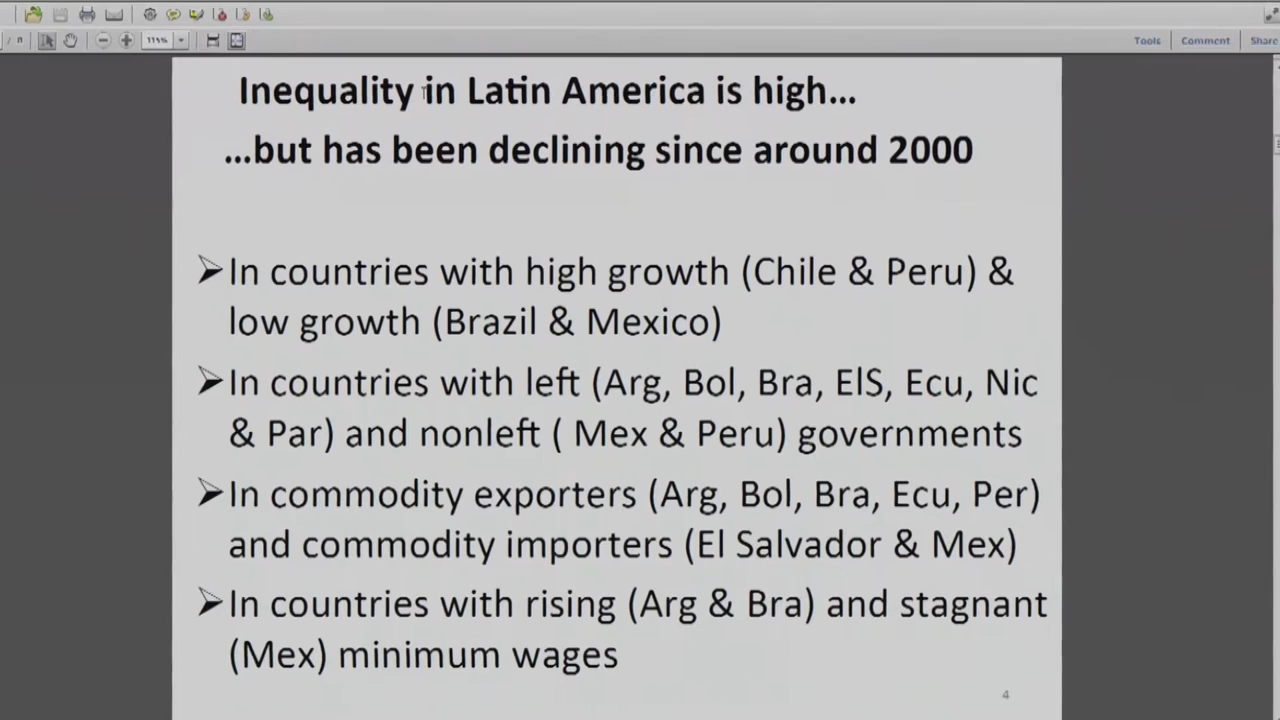 115%
Tools
Comment
Share
Inequality in Latin America is high…
…but has been declining since around 2000
In countries with high growth (Chile & Peru) &
low growth (Brazil & Mexico)
In countries with left (Arg, Bol, Bra, ElS, Ecu, Nic
& Par) and nonleft ( Mex & Peru) governments
In commodity exporters (Arg, Bol, Bra, Ecu, Per)
and commodity importers (El Salvador & Mex)
In countries with rising (Arg & Bra) and stagnant
(Mex) minimum wages
4